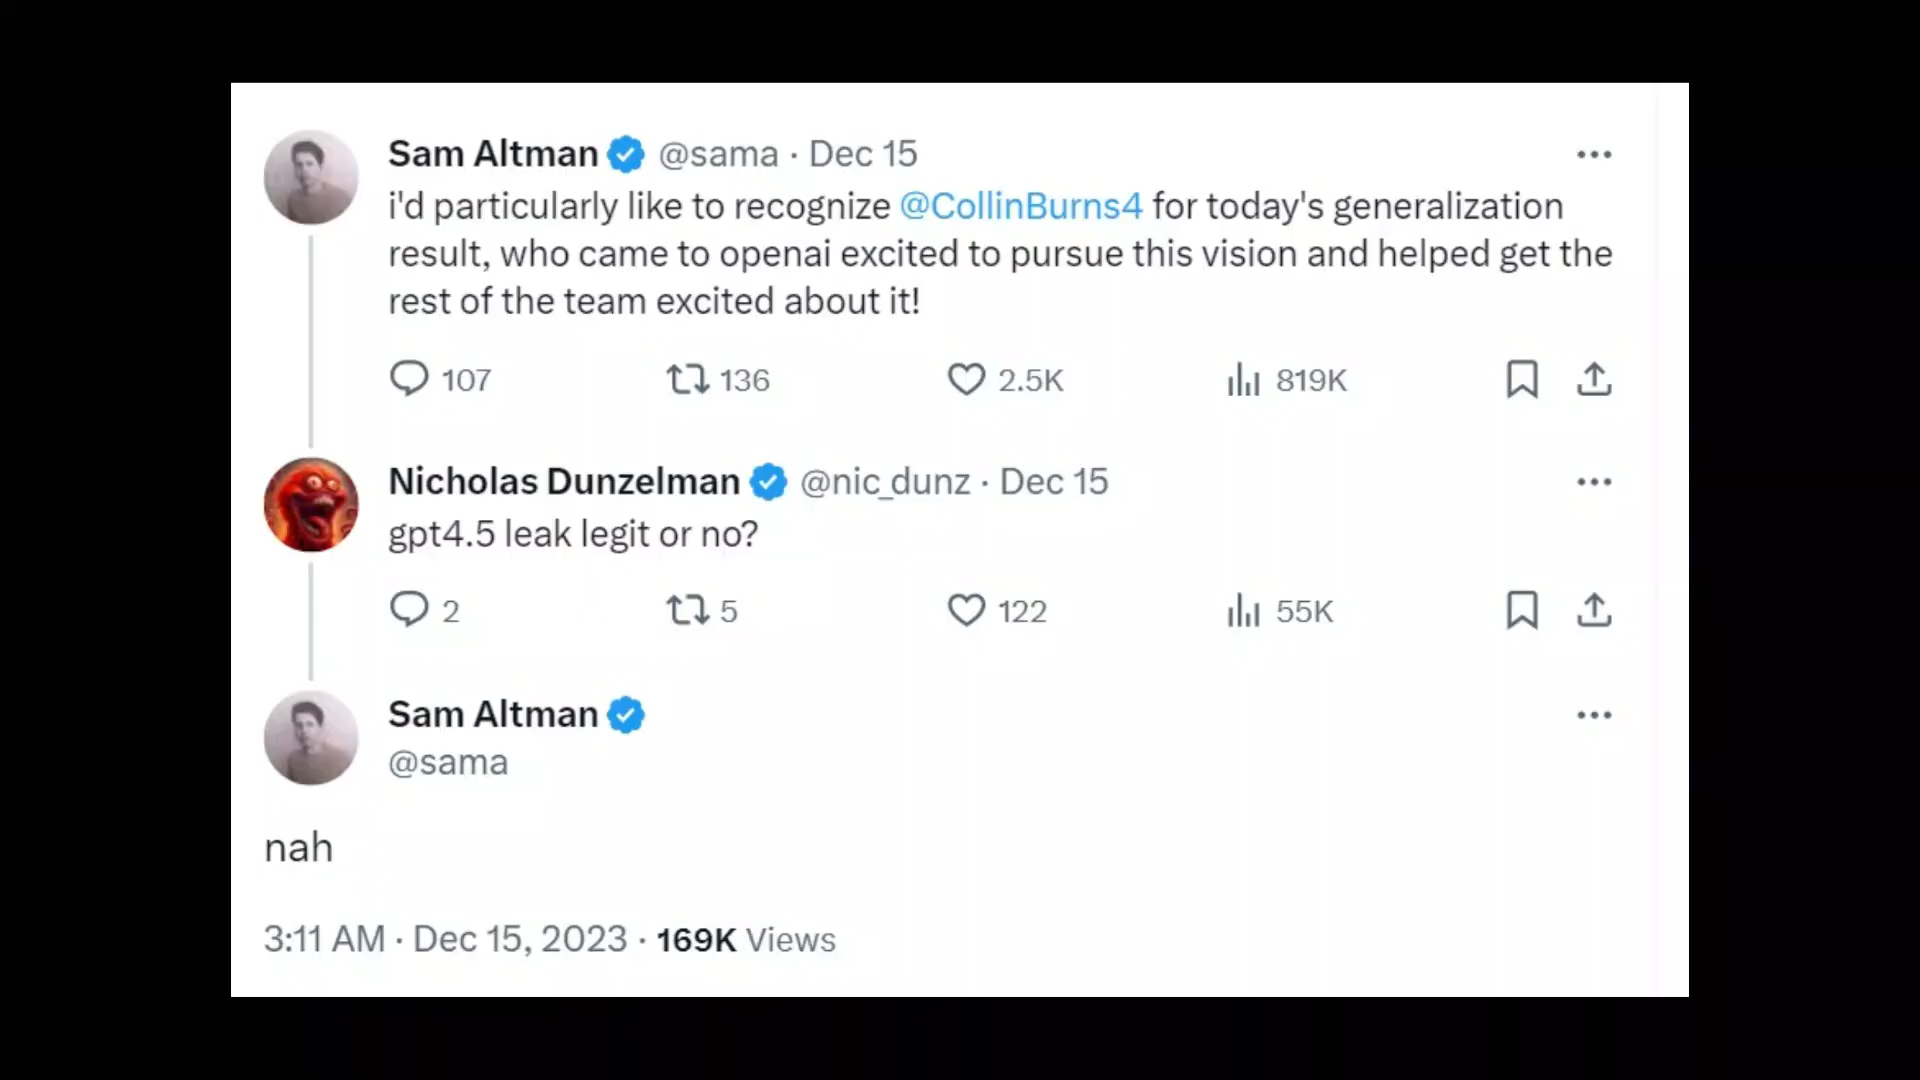 Sam Altman @sama · Dec 15
i'd particularly like to recognize @CollinBurns4 for today's generalization
result, who came to openai excited to pursue this vision and helped get the
rest of the team excited about it!
107 136 2.5K 819K
Nicholas Dunzelman @nic_dunz · Dec 15
gpt4.5 leak legit or no?
2 5 122 55K
Sam Altman
@sama
nah
3:11 AM · Dec 15, 2023 · 169K Views